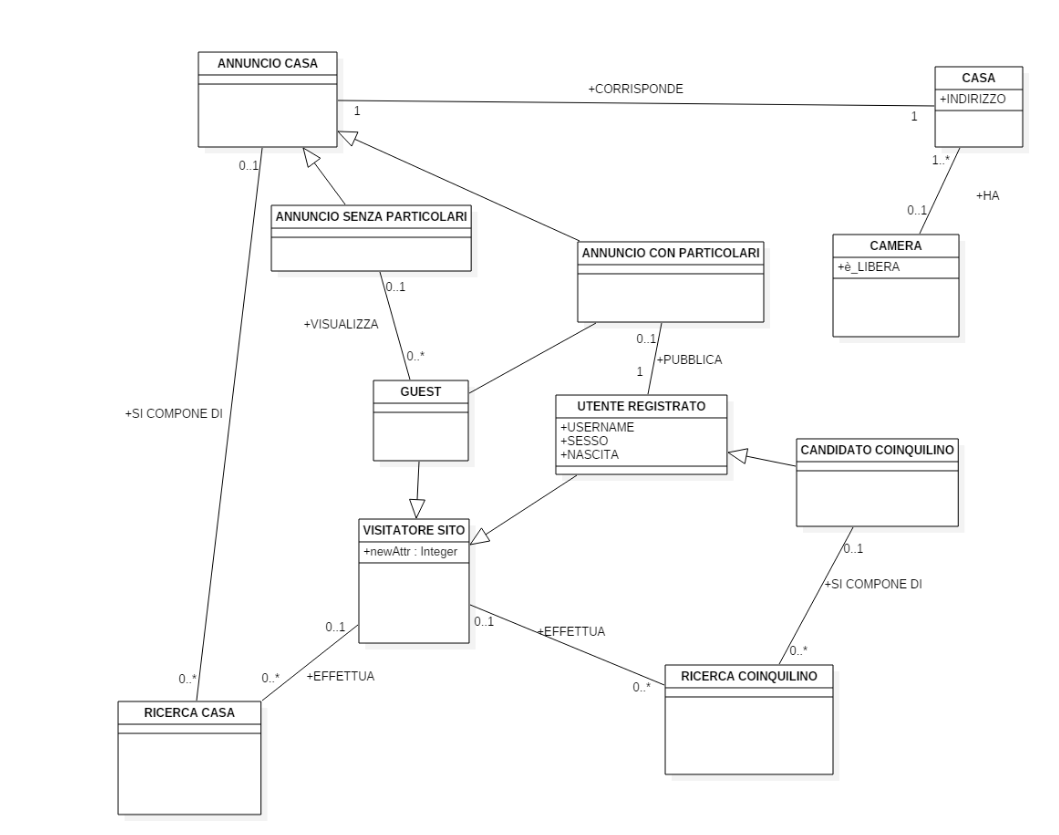 ANNUNCIO CASA
CASA
+INDIRIZZO
+CORRISPONDE
1
1
0..1
1..*
+HA
0..1
ANNUNCIO SENZA PARTICOLARI
CAMERA
+è_LIBERA
ANNUNCIO CON PARTICOLARI
0..1
+VISUALIZZA
0..*
0..1
+PUBBLICA
1
GUEST
UTENTE REGISTRATO
+USERNAME
+SESSO
+NASCITA
+SI COMPONE DI
CANDIDATO COINQUILINO
VISITATORE SITO
+newAttr : Integer
0..1
+SI COMPONE DI
0..1
0..1
+EFFETTUA
0..*
0..*
0..*
+EFFETTUA
0..*
RICERCA COINQUILINO
RICERCA CASA